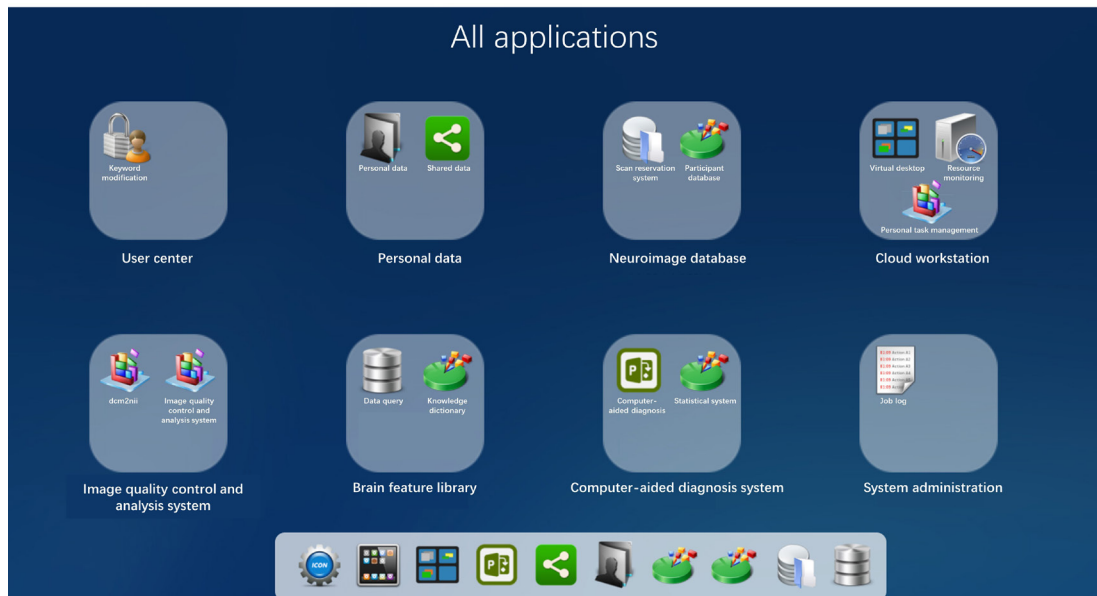 All applications
Keyword
modification
User center
Personal data
Shared data
Personal data
Scan reservation
system
Participant
database
Neuroimage database
Virtual desktop
Resource
monitoring
Personal task management
Cloud workstation
dcm2nii
Image quality
control and
analysis system
Image quality control and
analysis system
Data query
Knowledge
dictionary
Brain feature library
P
Computer-
aided diagnosis
Statistical system
Computer-aided diagnosis system
Job log
System administration
ICON
P